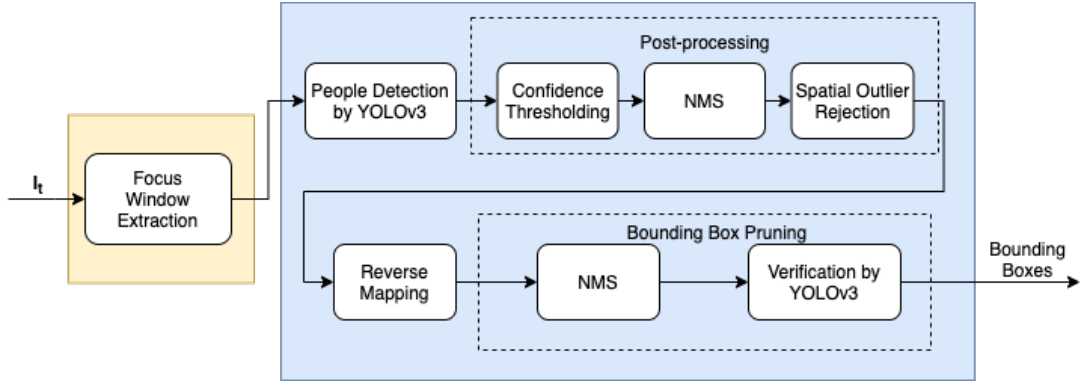 I_t
Focus
Window
Extraction
People Detection
by YOLOv3
Post-processing
Confidence
Thresholding
NMS
Spatial Outlier
Rejection
Reverse
Mapping
Bounding Box Pruning
NMS
Verification by
YOLOv3
Bounding
Boxes